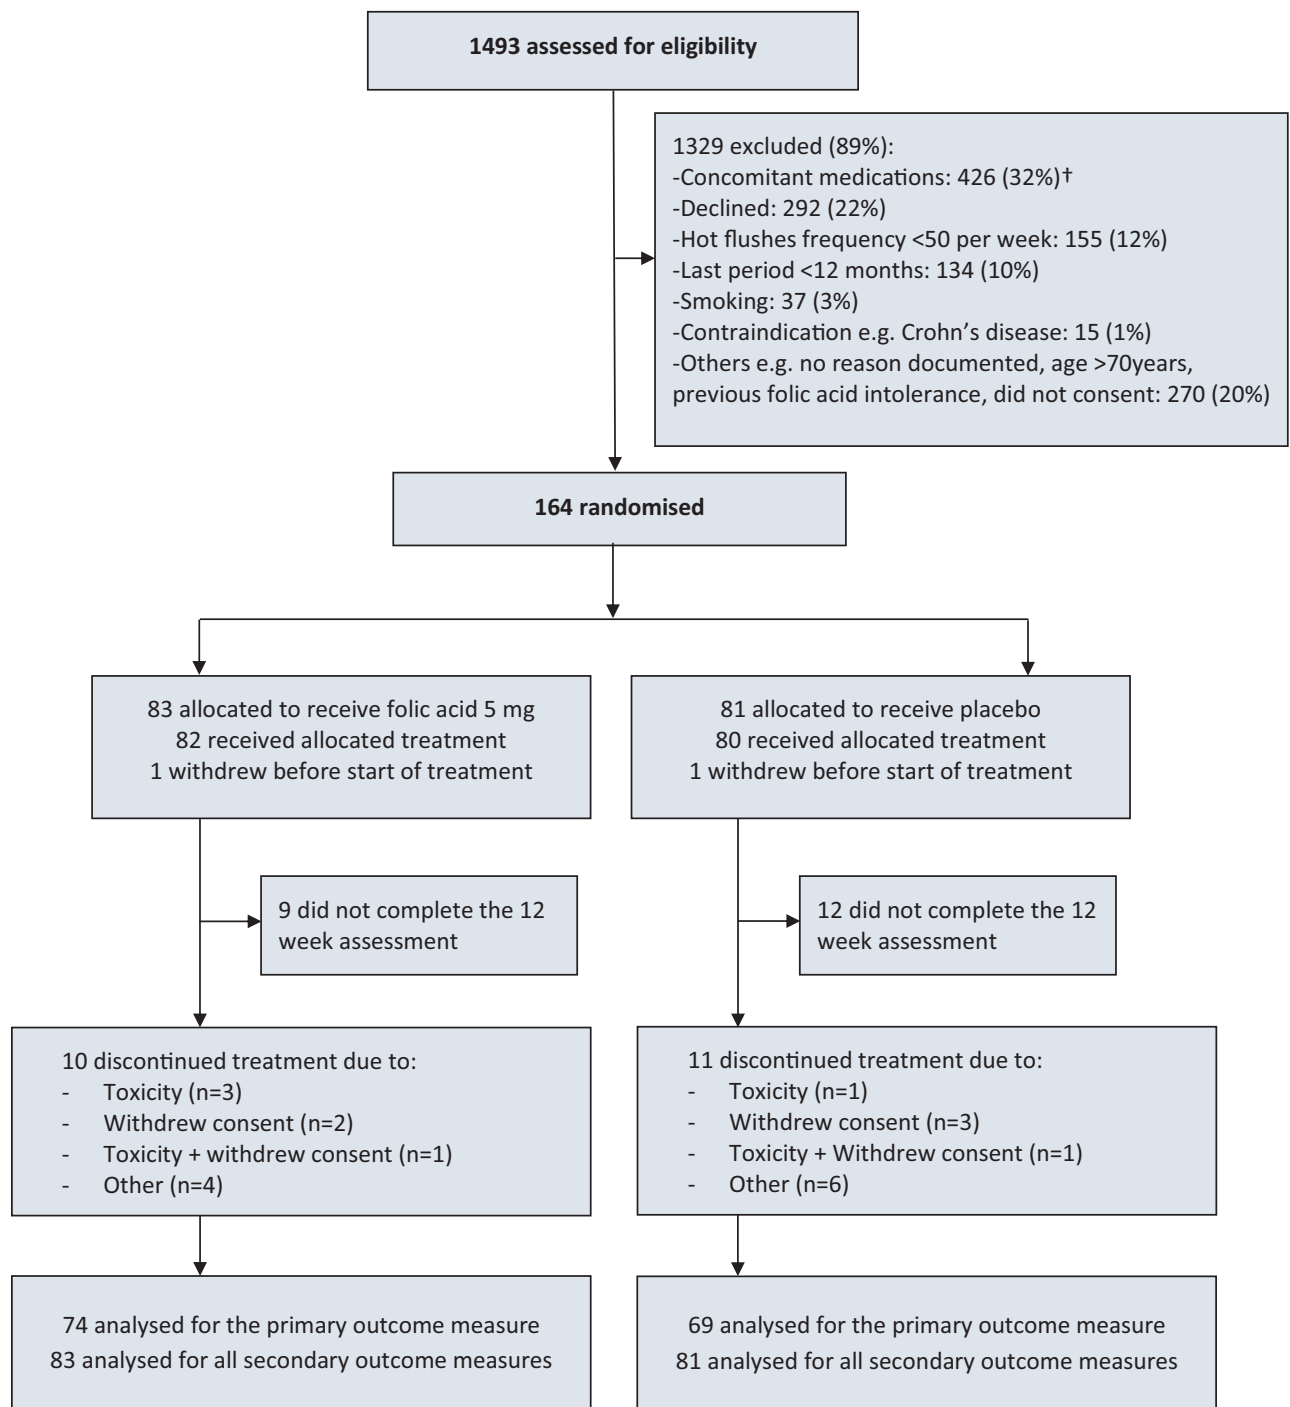 1493 assessed for eligibility
1329 excluded (89%):
-Concomitant medications: 426 (32%)†
-Declined: 292 (22%)
-Hot flushes frequency <50 per week: 155 (12%)
-Last period <12 months: 134 (10%)
-Smoking: 37 (3%)
-Contraindication e.g. Crohn's disease: 15 (1%)
-Others e.g. no reason documented, age >70years,
previous folic acid intolerance, did not consent: 270 (20%)
164 randomised
83 allocated to receive folic acid 5 mg
82 received allocated treatment
1 withdrew before start of treatment
81 allocated to receive placebo
80 received allocated treatment
1 withdrew before start of treatment
9 did not complete the 12
week assessment
12 did not complete the 12
week assessment
10 discontinued treatment due to:
- Toxicity (n=3)
- Withdrew consent (n=2)
- Toxicity + withdrew consent (n=1)
- Other (n=4)
11 discontinued treatment due to:
- Toxicity (n=1)
- Withdrew consent (n=3)
- Toxicity + Withdrew consent (n=1)
- Other (n=6)
74 analysed for the primary outcome measure
83 analysed for all secondary outcome measures
69 analysed for the primary outcome measure
81 analysed for all secondary outcome measures